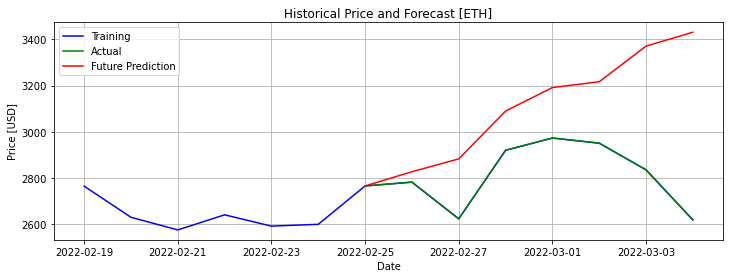 Historical Price and Forecast [ETH]
Training
Actual
Future Prediction
Price [USD]
3400
3200
3000
2800
2600
2022-02-19
2022-02-21
2022-02-23
2022-02-25
2022-02-27
2022-03-01
2022-03-03
Date